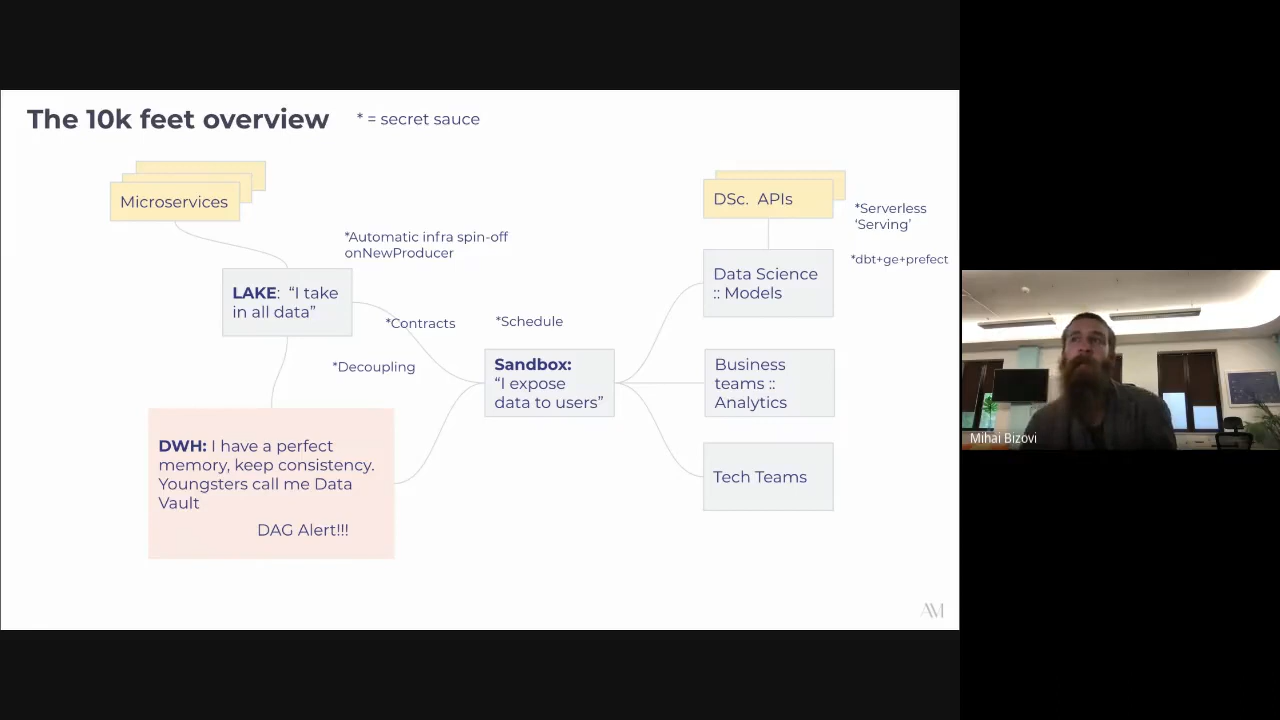 The 10k feet overview
* = secret sauce
Microservices
*Automatic infra spin-off
onNewProducer
LAKE: “I take
in all data”
*Contracts
*Schedule
*Decoupling
Sandbox:
“I expose
data to users”
DWH: I have a perfect
memory, keep consistency.
Youngsters call me Data
Vault
DAG Alert!!!
DSc. APIs
*Serverless
‘Serving’
*dbt+ge+prefect
Data Science
:: Models
Business
teams ::
Analytics
Tech Teams
AM
Mihai Bizovi